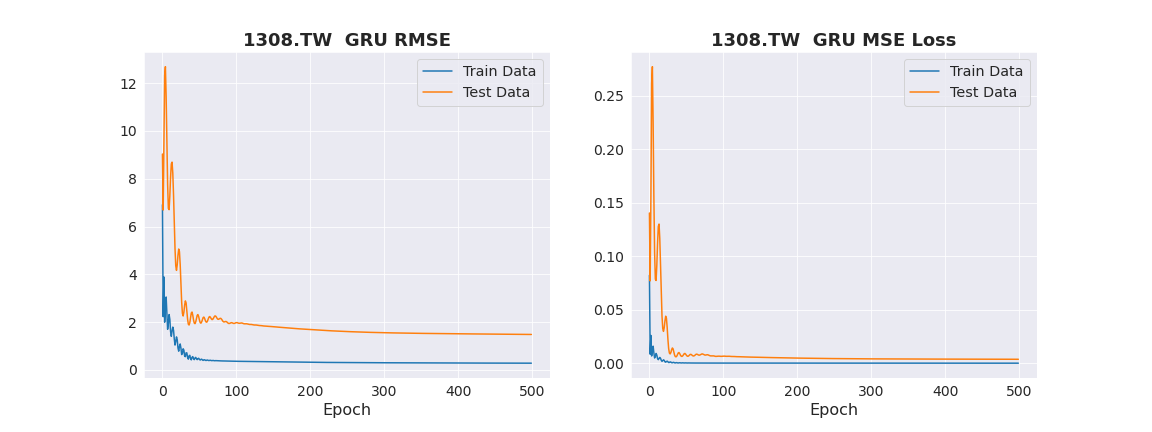 1308.TW  GRU RMSE
Train Data
Test Data
12
10
8
6
4
2
0
0 100 200 300 400 500
Epoch
1308.TW  GRU MSE Loss
Train Data
Test Data
0.25
0.20
0.15
0.10
0.05
0.00
0 100 200 300 400 500
Epoch